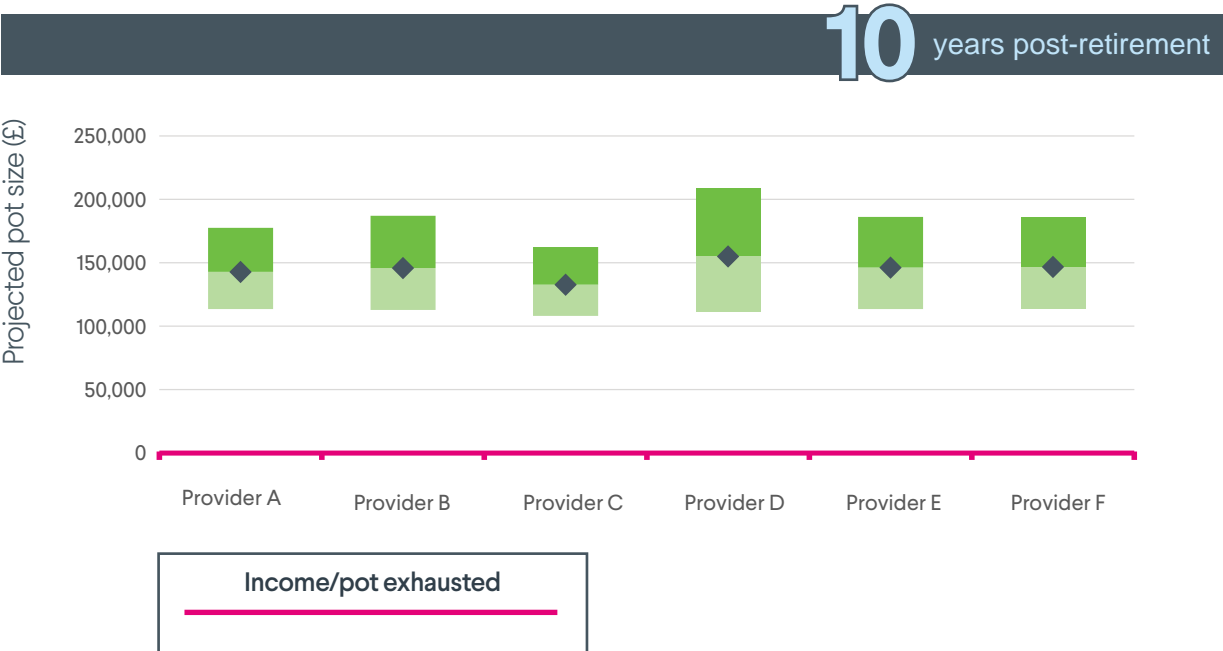 10 years post-retirement
Projected pot size (£)
250,000
200,000
150,000
100,000
50,000
0
Provider A Provider B Provider C Provider D Provider E Provider F
Income/pot exhausted